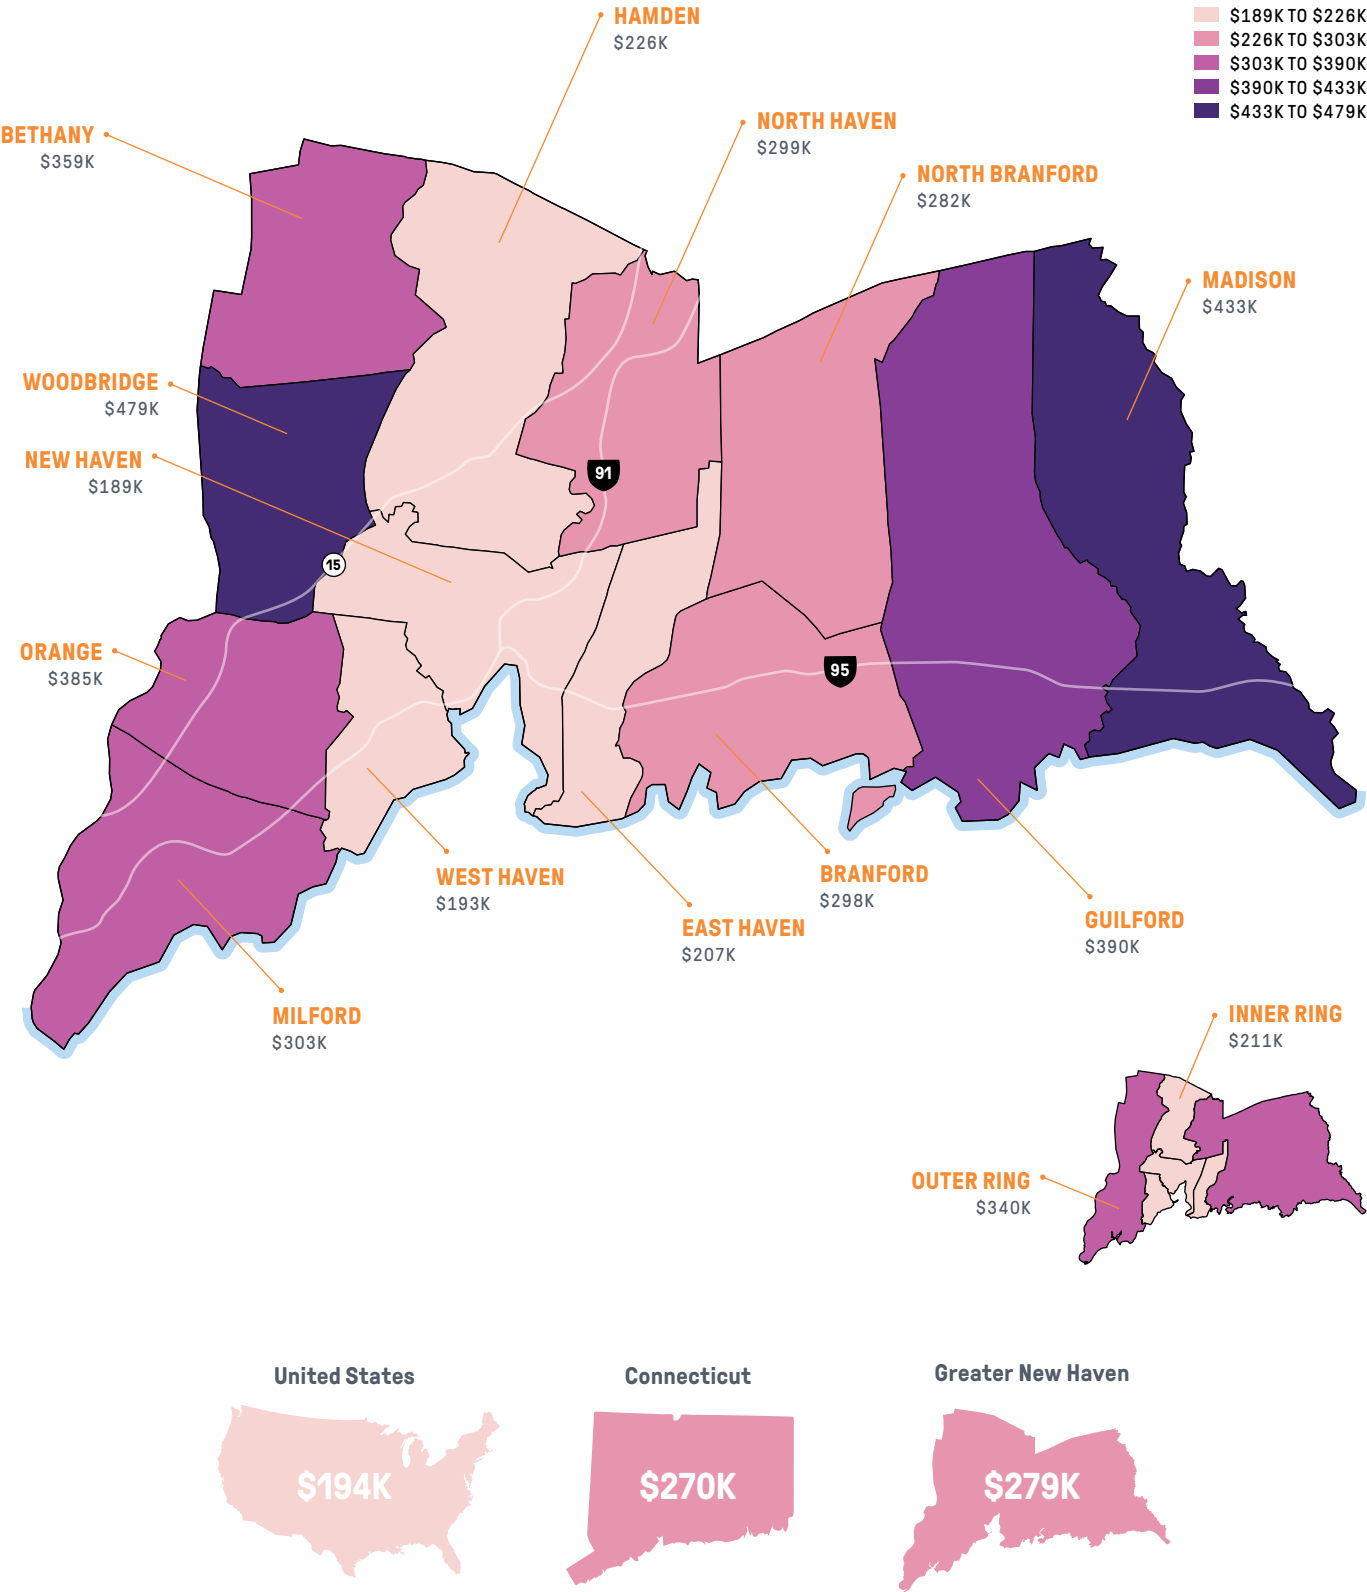 HAMDEN
$226K
$189K TO $226K
$226K TO $303K
$303K TO $390K
$390K TO $433K
$433K TO $479K
BETHANY
$359K
NORTH HAVEN
$299K
NORTH BRANFORD
$282K
MADISON
$433K
WOODBRIDGE
$479K
NEW HAVEN
$189K
91
15
ORANGE
$385K
95
WEST HAVEN
$193K
BRANFORD
$298K
EAST HAVEN
$207K
GUILFORD
$390K
MILFORD
$303K
INNER RING
$211K
OUTER RING
$340K
United States
Connecticut
Greater New Haven
$194K
$270K
$279K